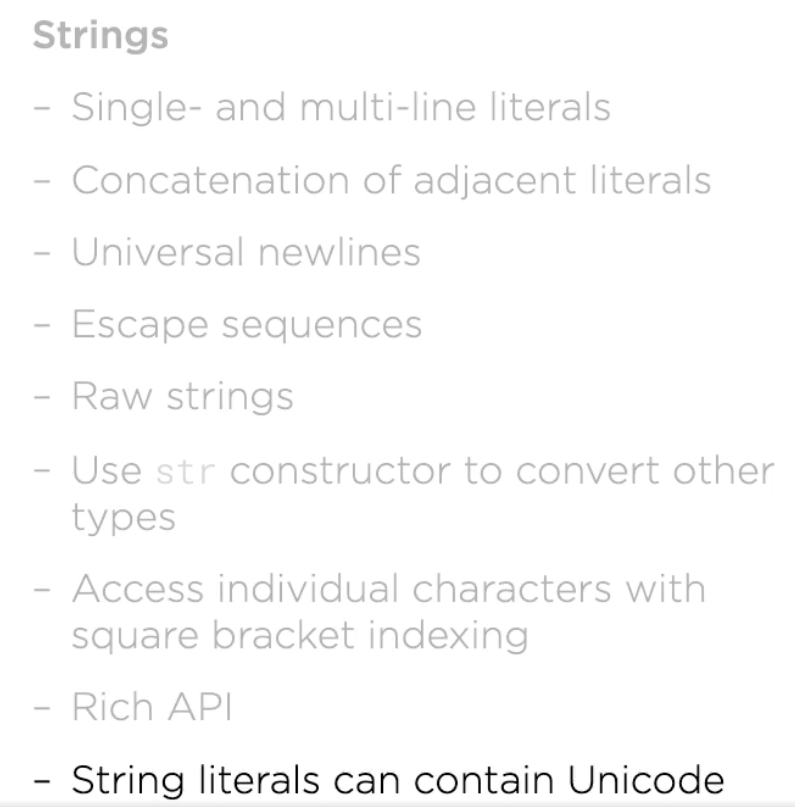 Strings
– Single- and multi-line literals
– Concatenation of adjacent literals
– Universal newlines
– Escape sequences
– Raw strings
– Use str constructor to convert other
types
– Access individual characters with
square bracket indexing
– Rich API
– String literals can contain Unicode